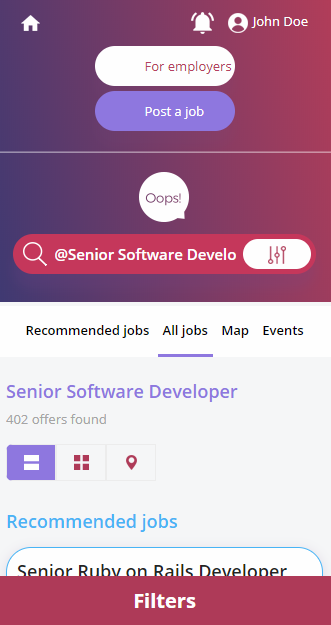 John Doe
For employers
Post a job
Oops!
@Senior Software Develo
Recommended jobs All jobs Map Events
Senior Software Developer
402 offers found
Recommended jobs
Senior Ruby on Rails Developer
Filters